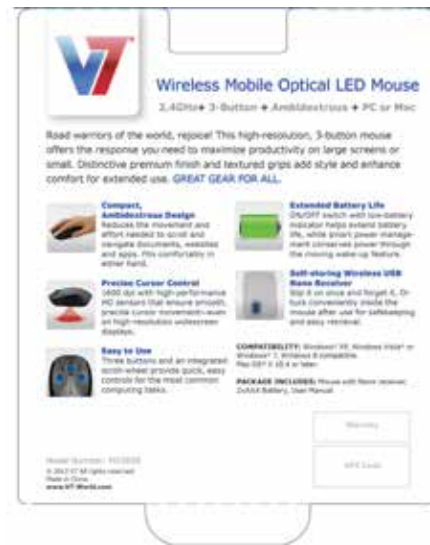 V7
Wireless Mobile Optical LED Mouse
2.4GHz + 3-Button + Ambidextrous + PC or Mac
Road warriors of the world, rejoice! This high-resolution, 3-button mouse
offers the response you need to maximize productivity on large screens or
small. Distinctive premium finish and textured grips add style and enhance
comfort for extended use. GREAT GEAR FOR ALL.
Compact,
Ambidextrous Design
Reduces the movement and
effort needed to scroll and
navigate documents, websites
and apps. Fits comfortably in
either hand.
Precise Cursor Control
1600 dpi with high-performance
HD sensors that ensure smooth,
precise cursor movement–even
on high-resolution widescreen
displays.
Easy to Use
Three buttons and an integrated
scroll-wheel provide quick, easy
controls for the most common
computing tasks.
Extended Battery Life
ON/OFF switch with low-battery
indicator helps extend battery
life, while smart power manage-
ment conserves power through
the moving wake-up feature.
Self-storing Wireless USB
Nano Receiver
Slip it on once and forget it. Or
tuck conveniently inside the
mouse after use for safekeeping
and easy retrieval.
COMPATIBILITY: Windows® XP, Windows Vista® or
Windows® 7, Windows 8 compatible.
Mac OS® X 10.4 or later.
PACKAGE INCLUDES: Mouse with Nano receiver,
2xAAA Battery, User Manual
Warranty
Model Number:
© 2012 V7 All rights reserved
Made in China
www.V7-World.com